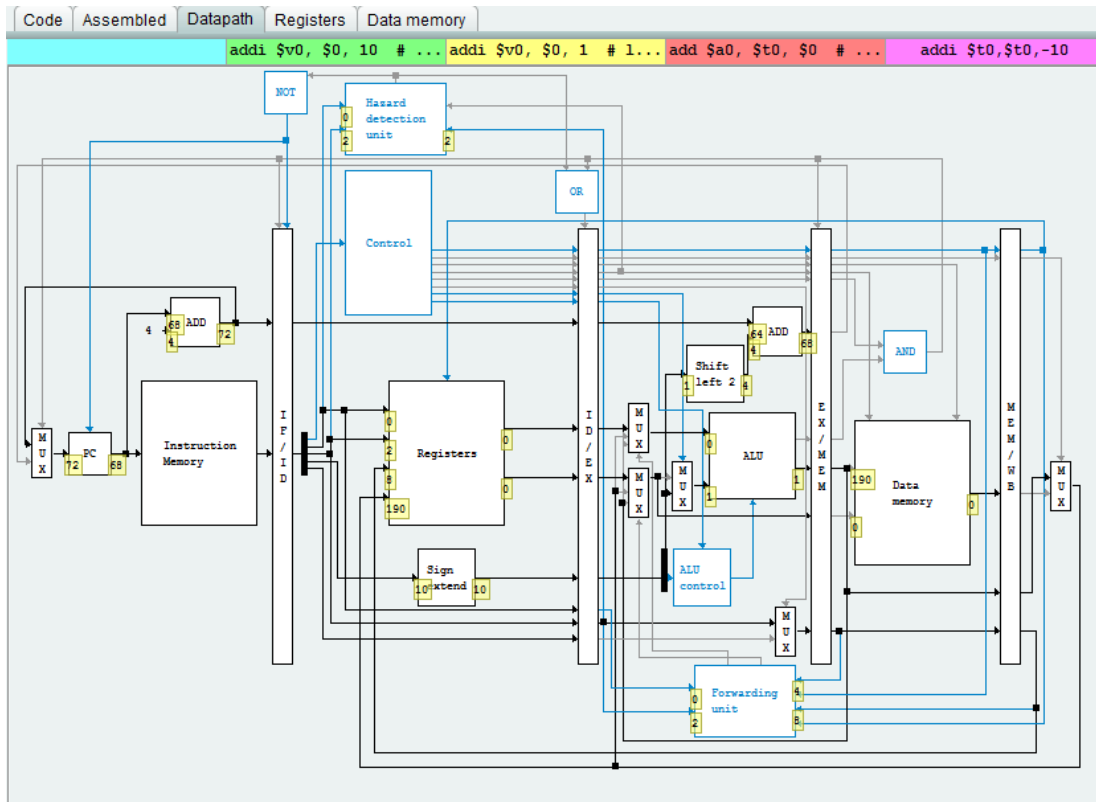 Code Assembled Datapath Registers Data memory
addi $v0, $0, 10 # ... addi $v0, $0, 1 # l... add $a0, $t0, $0 # ... addi $t0,$t0,-10
NOT
Hazard
detection
unit
0
2
2
OR
Control
68
4
4
ADD
72
64
4
ADD
68
AND
Shift
left 2
1
4
M
U
X
72
PC
68
Instruction
Memory
I
F
/
I
D
0
2
8
190
Registers
0
0
Sign
extend
10
10
I
D
/
E
X
M
U
X
M
U
X
M
U
X
0
1
ALU
1
ALU
control
M
U
X
E
X
/
M
E
M
190
0
Data
memory
0
M
E
M
/
W
B
M
U
X
Forwarding
unit
0
2
4
8